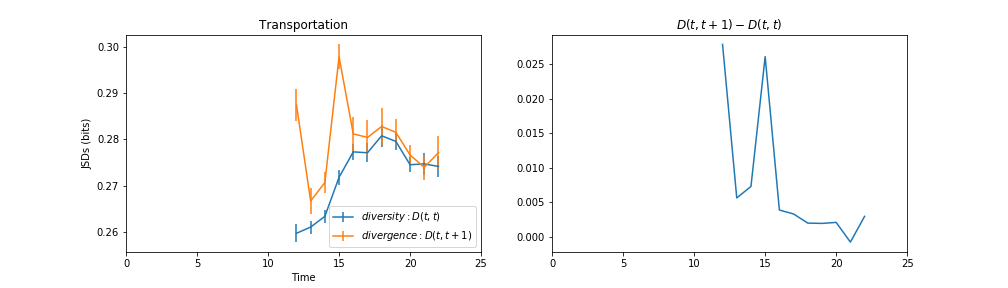 Transportation
0.30
0.29
0.28
0.27
0.26
JSDs (bits)
diversity : D(t, t)
divergence : D(t, t + 1)
0 5 10 15 20 25
Time
D(t, t + 1) − D(t, t)
0.025
0.020
0.015
0.010
0.005
0.000
0 5 10 15 20 25